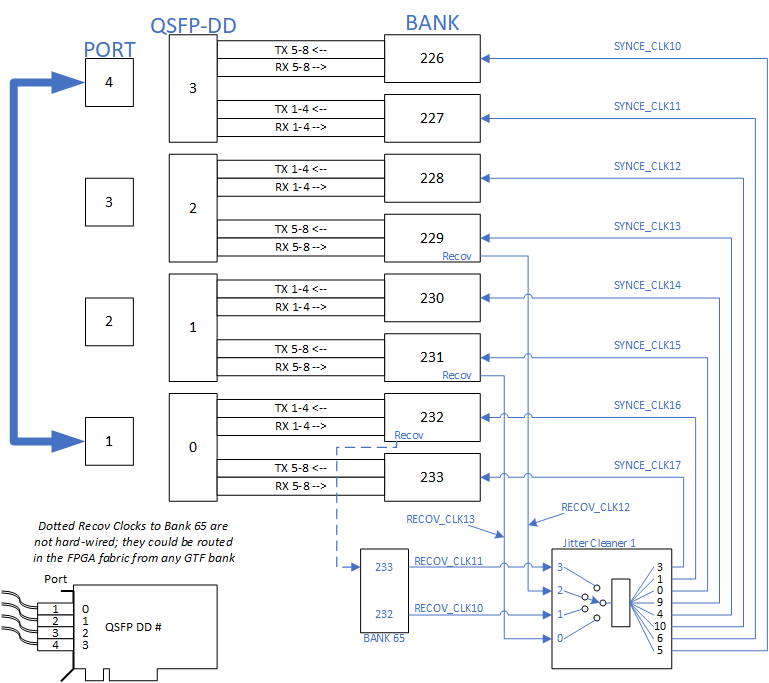 QSFP-DD
BANK
PORT
TX 5-8 <--
RX 5-8 -->
226
SYNCE_CLK10
4
3
TX 1-4 <--
RX 1-4 -->
227
SYNCE_CLK11
TX 1-4 <--
RX 1-4 -->
228
SYNCE_CLK12
3
2
TX 5-8 <--
RX 5-8 -->
229
Recov
SYNCE_CLK13
TX 1-4 <--
RX 1-4 -->
230
SYNCE_CLK14
2
1
TX 5-8 <--
RX 5-8 -->
231
Recov
SYNCE_CLK15
TX 1-4 <--
RX 1-4 -->
232
Recov
SYNCE_CLK16
1
0
TX 5-8 <--
RX 5-8 -->
233
SYNCE_CLK17
RECOV_CLK12
RECOV_CLK13
Dotted Recov Clocks to Bank 65 are
not hard-wired; they could be routed
in the FPGA fabric from any GTF bank
Jitter Cleaner 1
233
RECOV_CLK11
232
RECOV_CLK10
BANK 65
3
2
1
0
3
1
0
9
4
10
6
5
Port
1 0
2 1
3 2
4 3
QSFP DD #